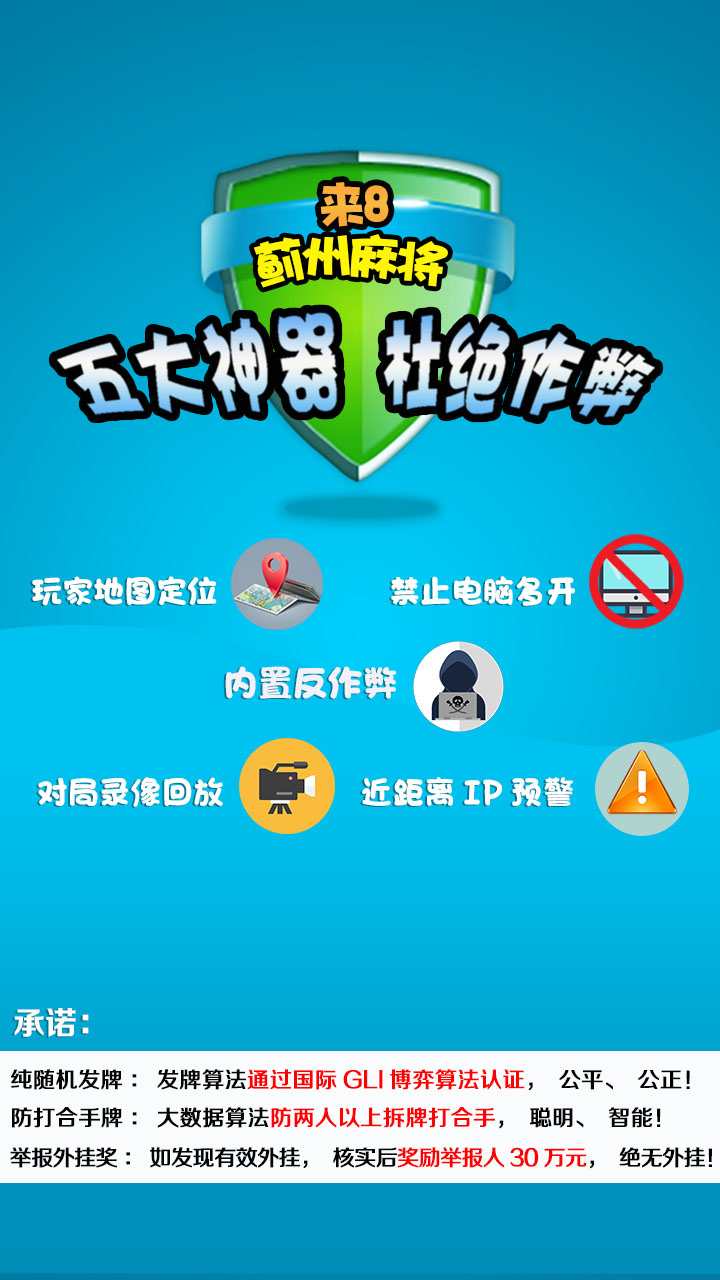 来8
蓟州麻将
五大神器 杜绝作弊
玩家地图定位
禁止电脑多开
内置反作弊
对局录像回放
近距离 IP 预警
承诺：
纯随机发牌： 发牌算法通过国际 GLI 博弈算法认证， 公平、 公正！
防打合手牌： 大数据算法防两人以上拆牌打合手， 聪明、 智能！
举报外挂奖： 如发现有效外挂， 核实后奖励举报人 30 万元， 绝无外挂！